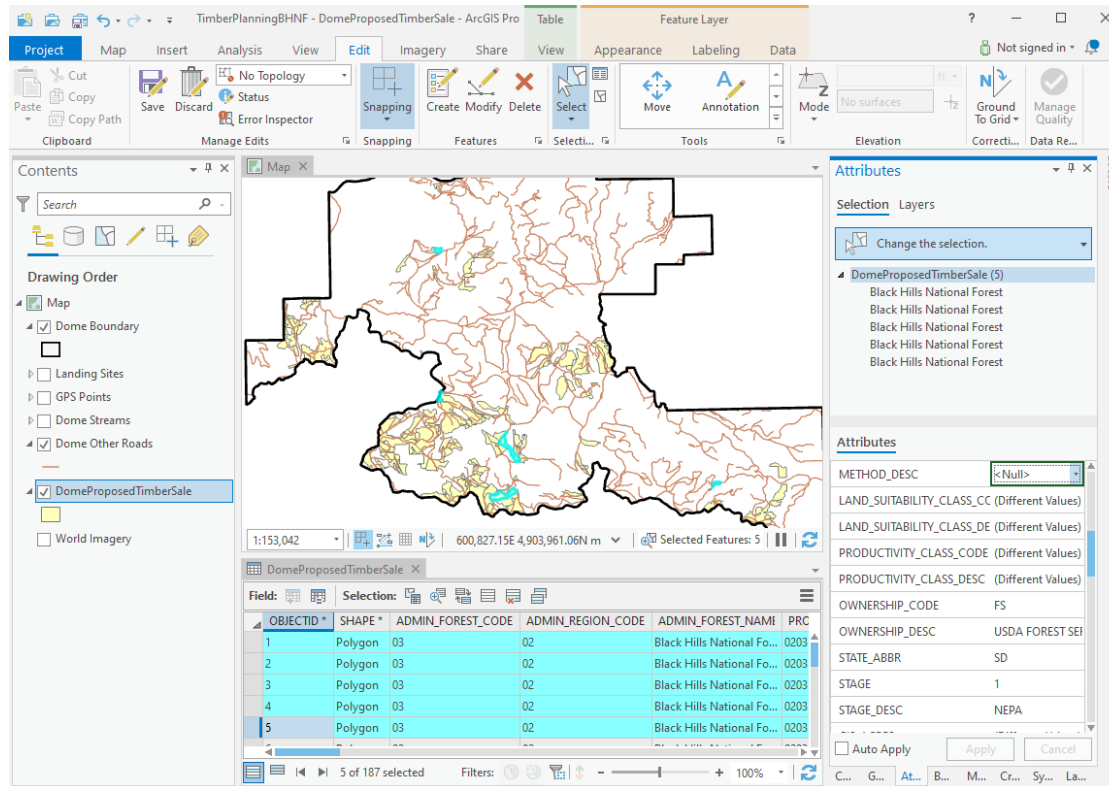 TimberPlanningBHNF - DomeProposedTimberSale - ArcGIS Pro
Table
Feature Layer
?
Project
Map
Insert
Analysis
View
Edit
Imagery
Share
View
Appearance
Labeling
Data
Not signed in
Paste
Cut
Copy
Copy Path
Clipboard
Save
Discard
No Topology
Status
Error Inspector
Manage Edits
Snapping
Snapping
Create
Modify
Delete
Features
Select
Selecti...
Move
Annotation
Tools
Mode
ft
No surfaces
Elevation
Ground
To Grid
Correcti...
Manage
Quality
Data Re...
Contents
Search
Drawing Order
Map
Dome Boundary
Landing Sites
GPS Points
Dome Streams
Dome Other Roads
DomeProposedTimberSale
World Imagery
Map
1:153,042
600,827.15E 4,903,961.06N m
Selected Features: 5
DomeProposedTimberSale
Field:
Selection:
OBJECTID * SHAPE * ADMIN_FOREST_CODE ADMIN_REGION_CODE ADMIN_FOREST_NAME PRO
1 Polygon 03 02 Black Hills National Fo... 0203
2 Polygon 03 02 Black Hills National Fo... 0203
3 Polygon 03 02 Black Hills National Fo... 0203
4 Polygon 03 02 Black Hills National Fo... 0203
5 Polygon 03 02 Black Hills National Fo... 0203
5 of 187 selected
Filters:
- + 100%
Attributes
Selection Layers
Change the selection.
DomeProposedTimberSale (5)
Black Hills National Forest
Black Hills National Forest
Black Hills National Forest
Black Hills National Forest
Black Hills National Forest
Attributes
METHOD_DESC <Null>
LAND_SUITABILITY_CLASS_CC (Different Values)
LAND_SUITABILITY_CLASS_DE (Different Values)
PRODUCTIVITY_CLASS_CODE (Different Values)
PRODUCTIVITY_CLASS_DESC (Different Values)
OWNERSHIP_CODE FS
OWNERSHIP_DESC USDA FOREST SEF
STATE_ABBR SD
STAGE 1
STAGE_DESC NEPA
Auto Apply
Apply
Cancel
C... G... At... B... M... Cr... Sy... La...